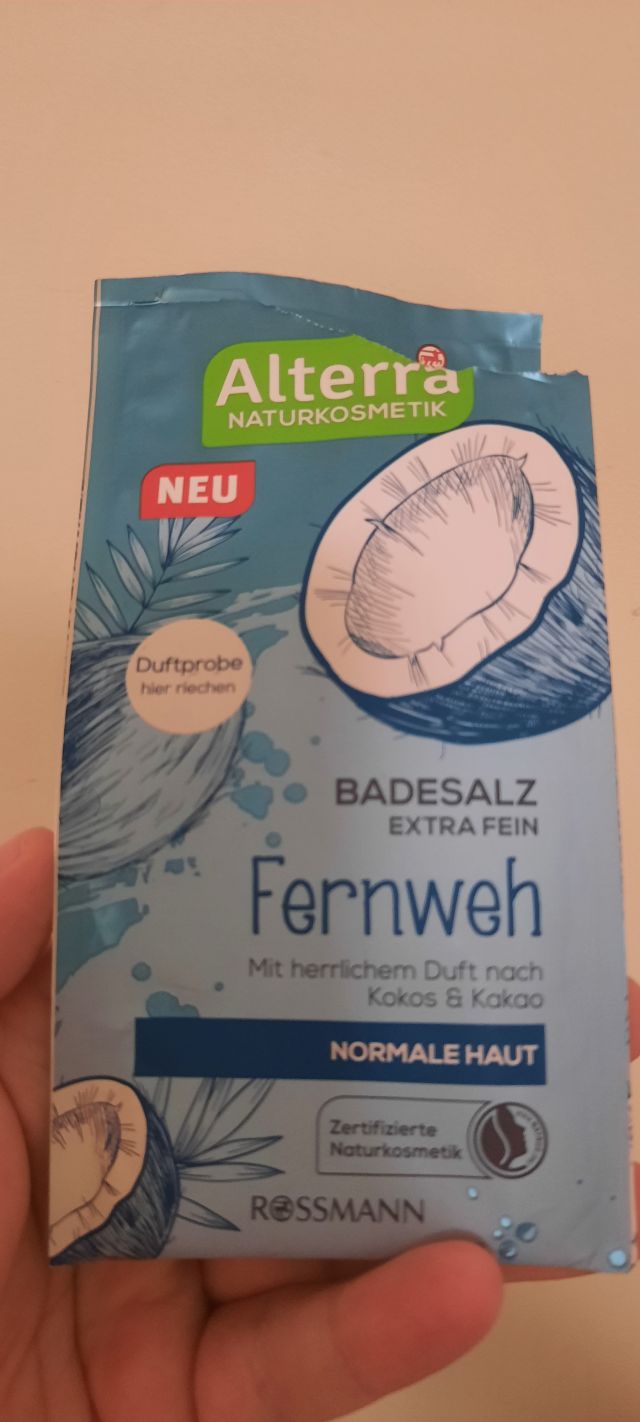 Alterra
NATURKOSMETIK
NEU
Duftprobe
hier riechen
BADESALZ
EXTRA FEIN
Fernweh
Mit herrlichem Duft nach
Kokos & Kakao
NORMALE HAUT
Zertifizierte
Naturkosmetik
ROSSMANN